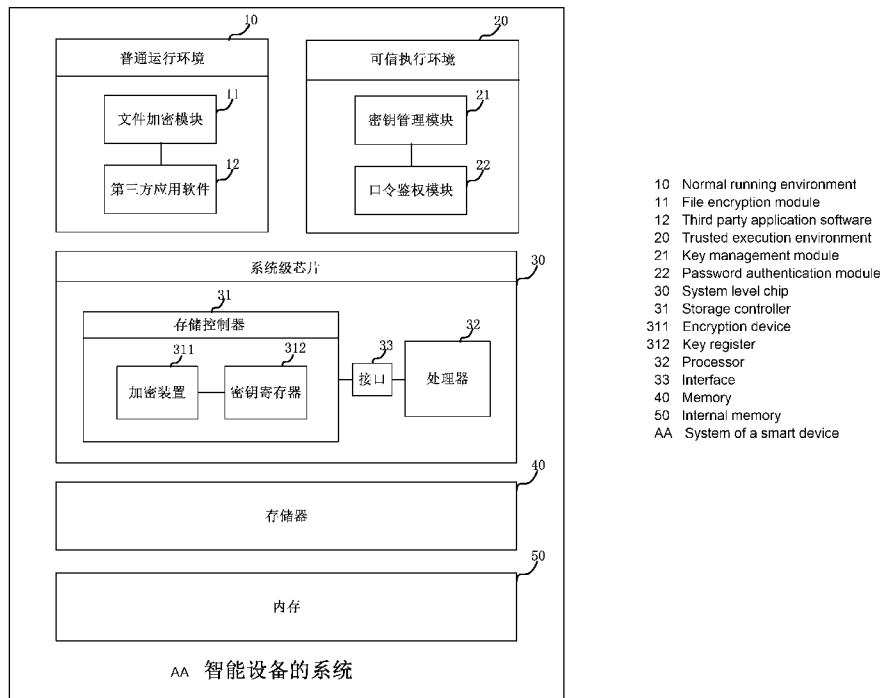 10
普通运行环境
11
文件加密模块
12
第三方应用软件
20
可信执行环境
21
密钥管理模块
22
口令鉴权模块
30
系统级芯片
31
存储控制器
311
加密装置
312
密钥寄存器
33
接口
32
处理器
40
存储器
50
内存
AA 智能设备的系统
10 Normal running environment
11 File encryption module
12 Third party application software
20 Trusted execution environment
21 Key management module
22 Password authentication module
30 System level chip
31 Storage controller
311 Encryption device
312 Key register
32 Processor
33 Interface
40 Memory
50 Internal memory
AA System of a smart device